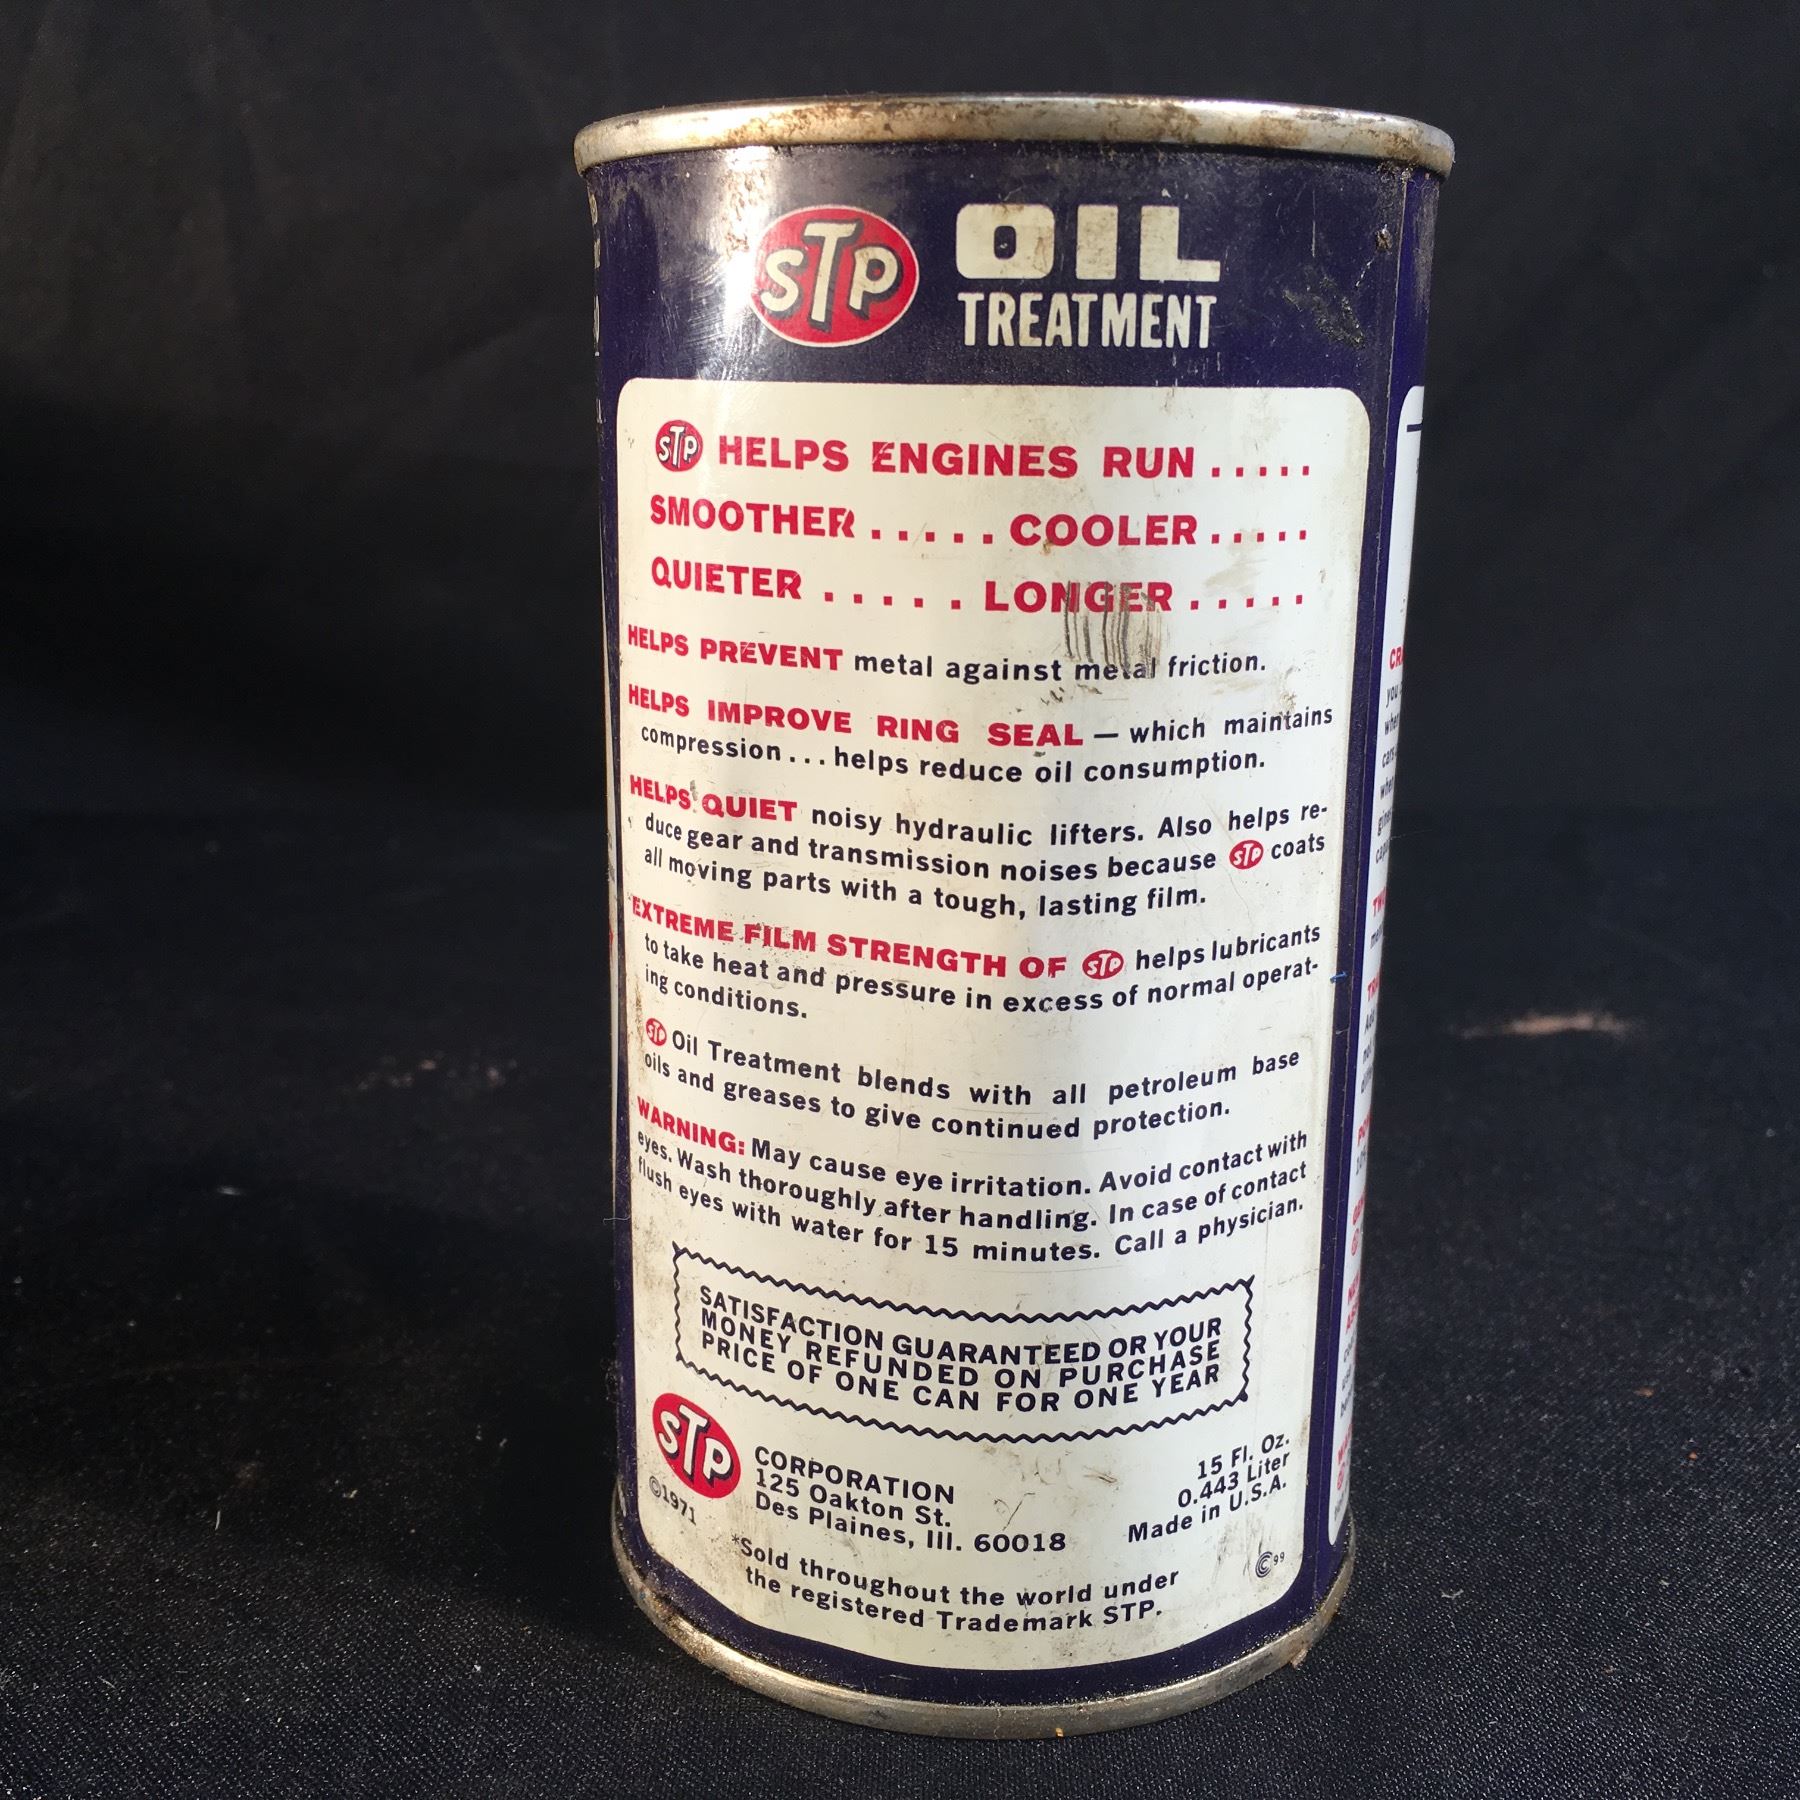 STP OIL
TREATMENT
STP HELPS ENGINES RUN .....
SMOOTHER ..... COOLER .....
QUIETER ..... LONGER .....
HELPS PREVENT metal against metal friction.
HELPS IMPROVE RING SEAL — which maintains
compression ... helps reduce oil consumption.
HELPS QUIET noisy hydraulic lifters. Also helps re-
duce gear and transmission noises because STP coats
all moving parts with a tough, lasting film.
EXTREME FILM STRENGTH OF STP helps lubricants
to take heat and pressure in excess of normal operat-
ing conditions.
STP Oil Treatment blends with all petroleum base
oils and greases to give continued protection.
WARNING: May cause eye irritation. Avoid contact with
eyes. Wash thoroughly after handling. In case of contact
flush eyes with water for 15 minutes. Call a physician.
SATISFACTION GUARANTEED OR YOUR
MONEY REFUNDED ON PURCHASE
PRICE OF ONE CAN FOR ONE YEAR
STP CORPORATION
125 Oakton St.
Des Plaines, Ill. 60018
©1971
15 Fl. Oz.
0.443 Liter
Made in U.S.A.
*Sold throughout the world under
the registered Trademark STP.
99